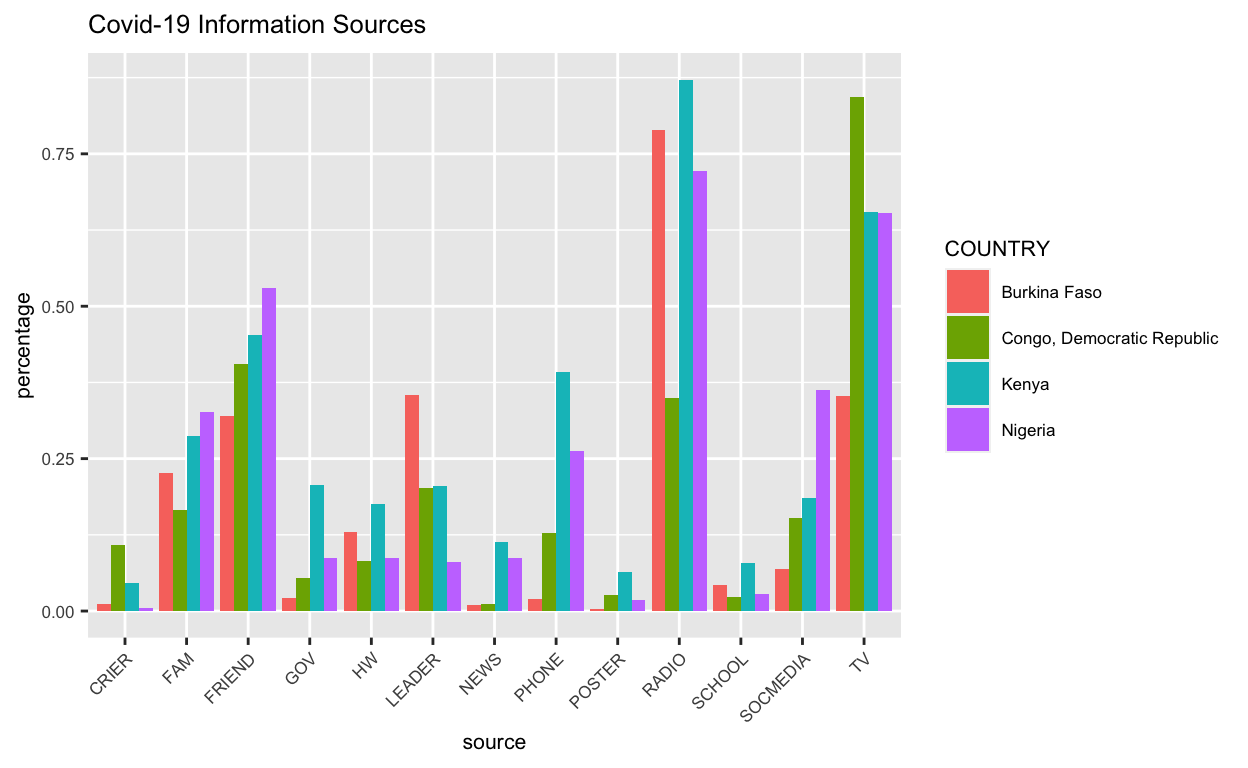 Covid-19 Information Sources
percentage
0.75
0.50
0.25
0.00
CRIER
FAM
FRIEND
GOV
HW
LEADER
NEWS
PHONE
POSTER
RADIO
SCHOOL
SOCMEDIA
TV
source
COUNTRY
Burkina Faso
Congo, Democratic Republic
Kenya
Nigeria